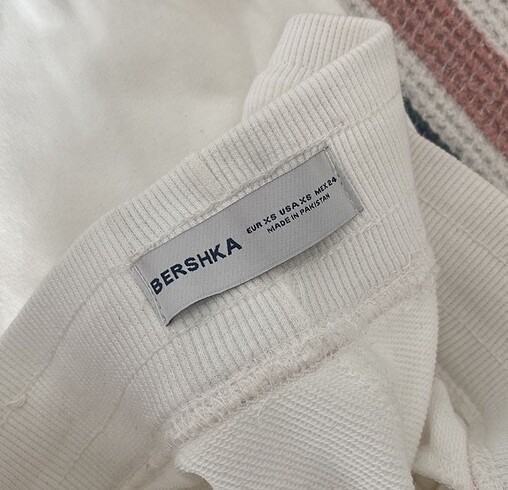 BERSHKA
EUR XS USA XS MEX 24
MADE IN PAKISTAN